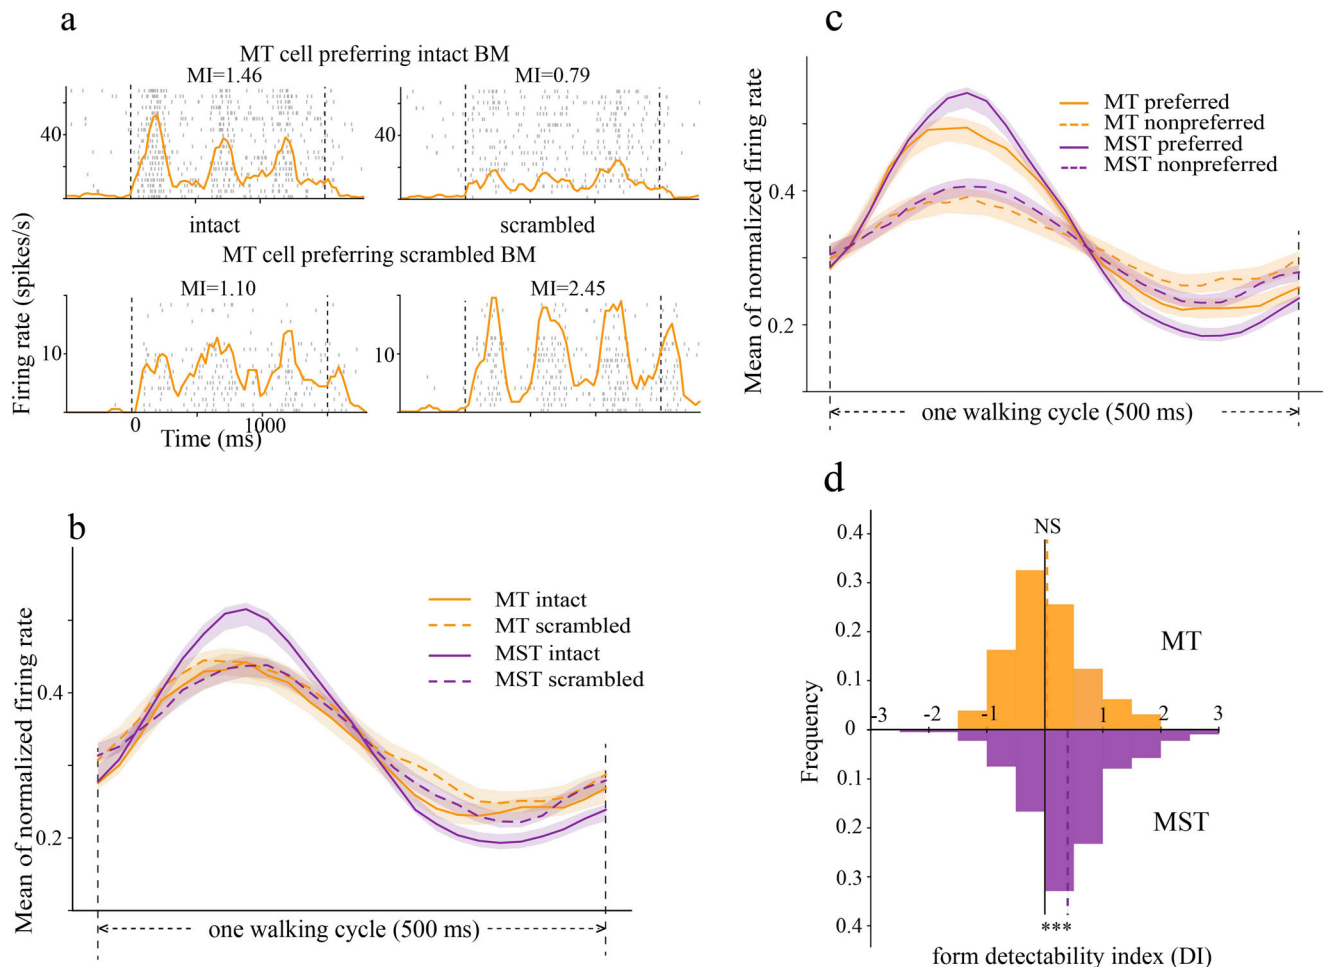 a
MT cell preferring intact BM
MI=1.46
MI=0.79
40
40
intact
scrambled
MT cell preferring scrambled BM
MI=1.10
MI=2.45
10
10
0
1000
Time (ms)
Firing rate (spikes/s)
b
Mean of normalized firing rate
0.4
0.2
MT intact
MT scrambled
MST intact
MST scrambled
one walking cycle (500 ms)
c
Mean of normalized firing rate
0.4
0.2
MT preferred
MT nonpreferred
MST preferred
MST nonpreferred
one walking cycle (500 ms)
d
NS
0.4
0.3
0.2
0.1
0
0.1
0.2
0.3
0.4
Frequency
MT
-3
-2
-1
1
2
3
MST
***
form detectability index (DI)